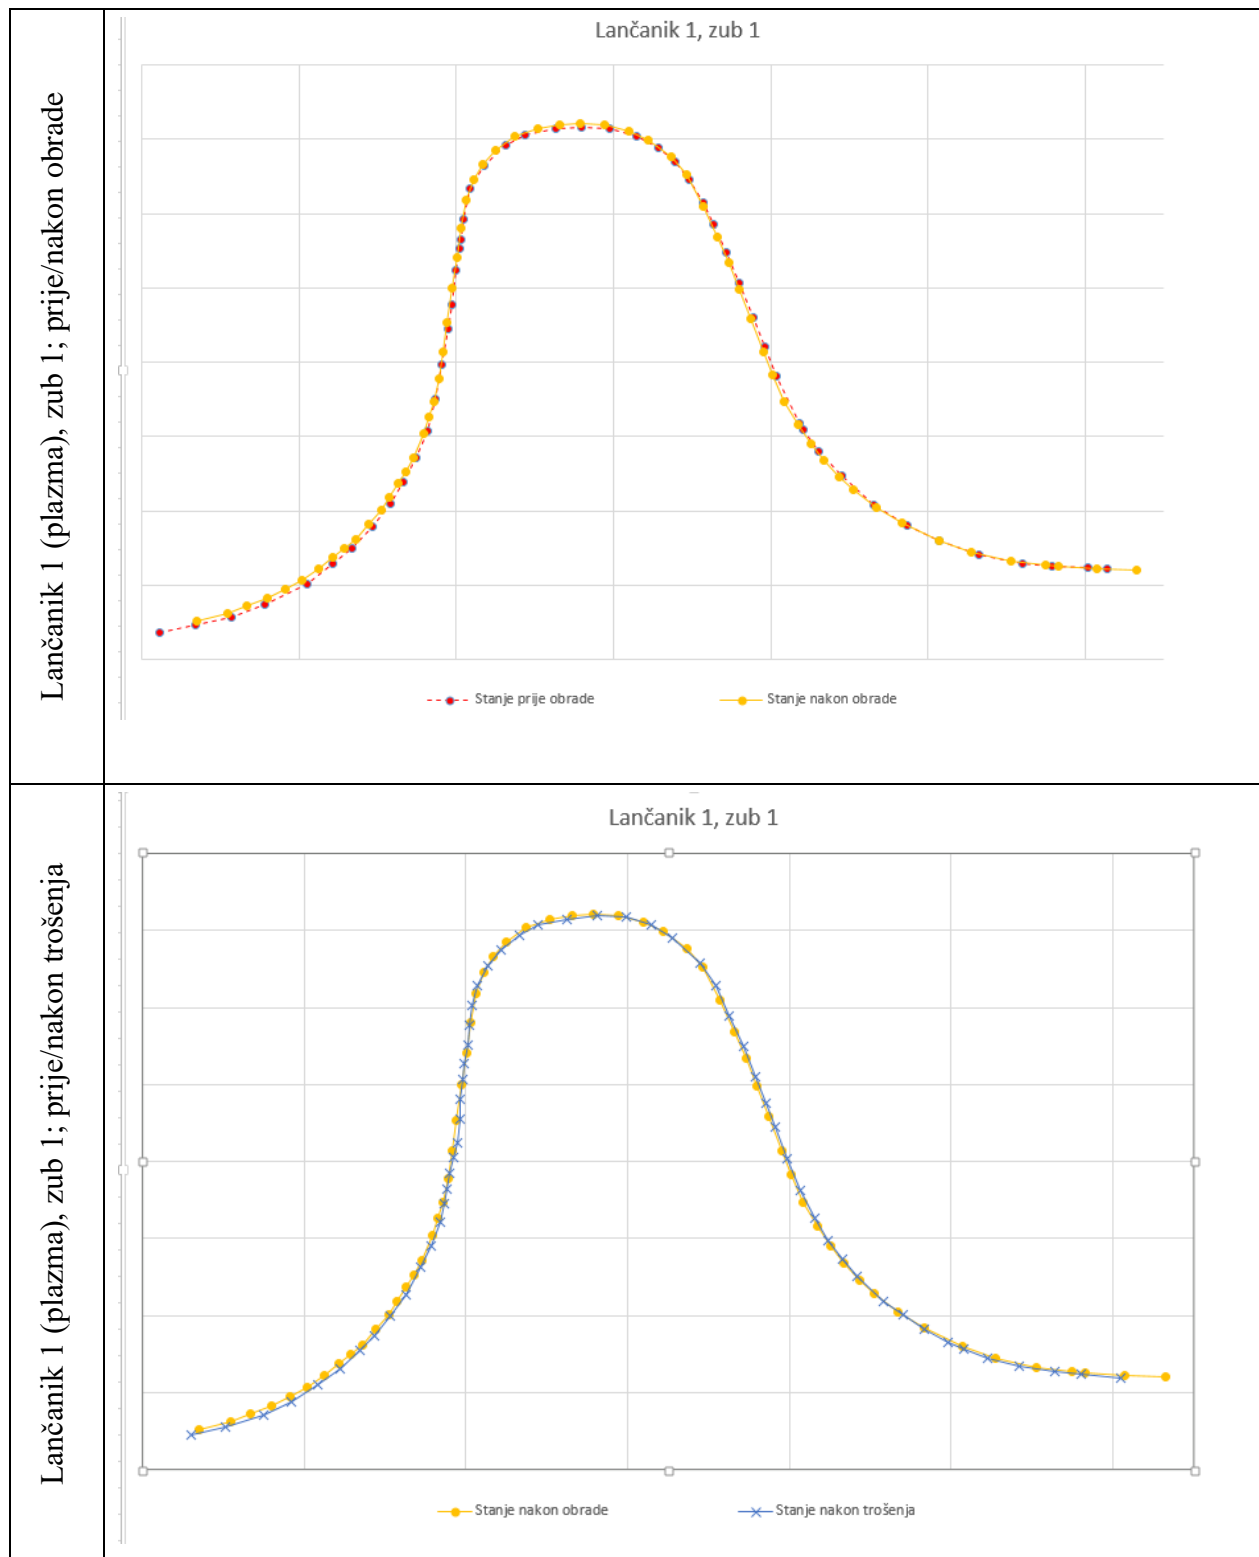 Lančanik 1 (plazma), zub 1; prije/nakon obrade
Lančanik 1, zub 1
Stanje prije obrade
Stanje nakon obrade
Lančanik 1 (plazma), zub 1; prije/nakon trošenja
Lančanik 1, zub 1
Stanje nakon obrade
Stanje nakon trošenja